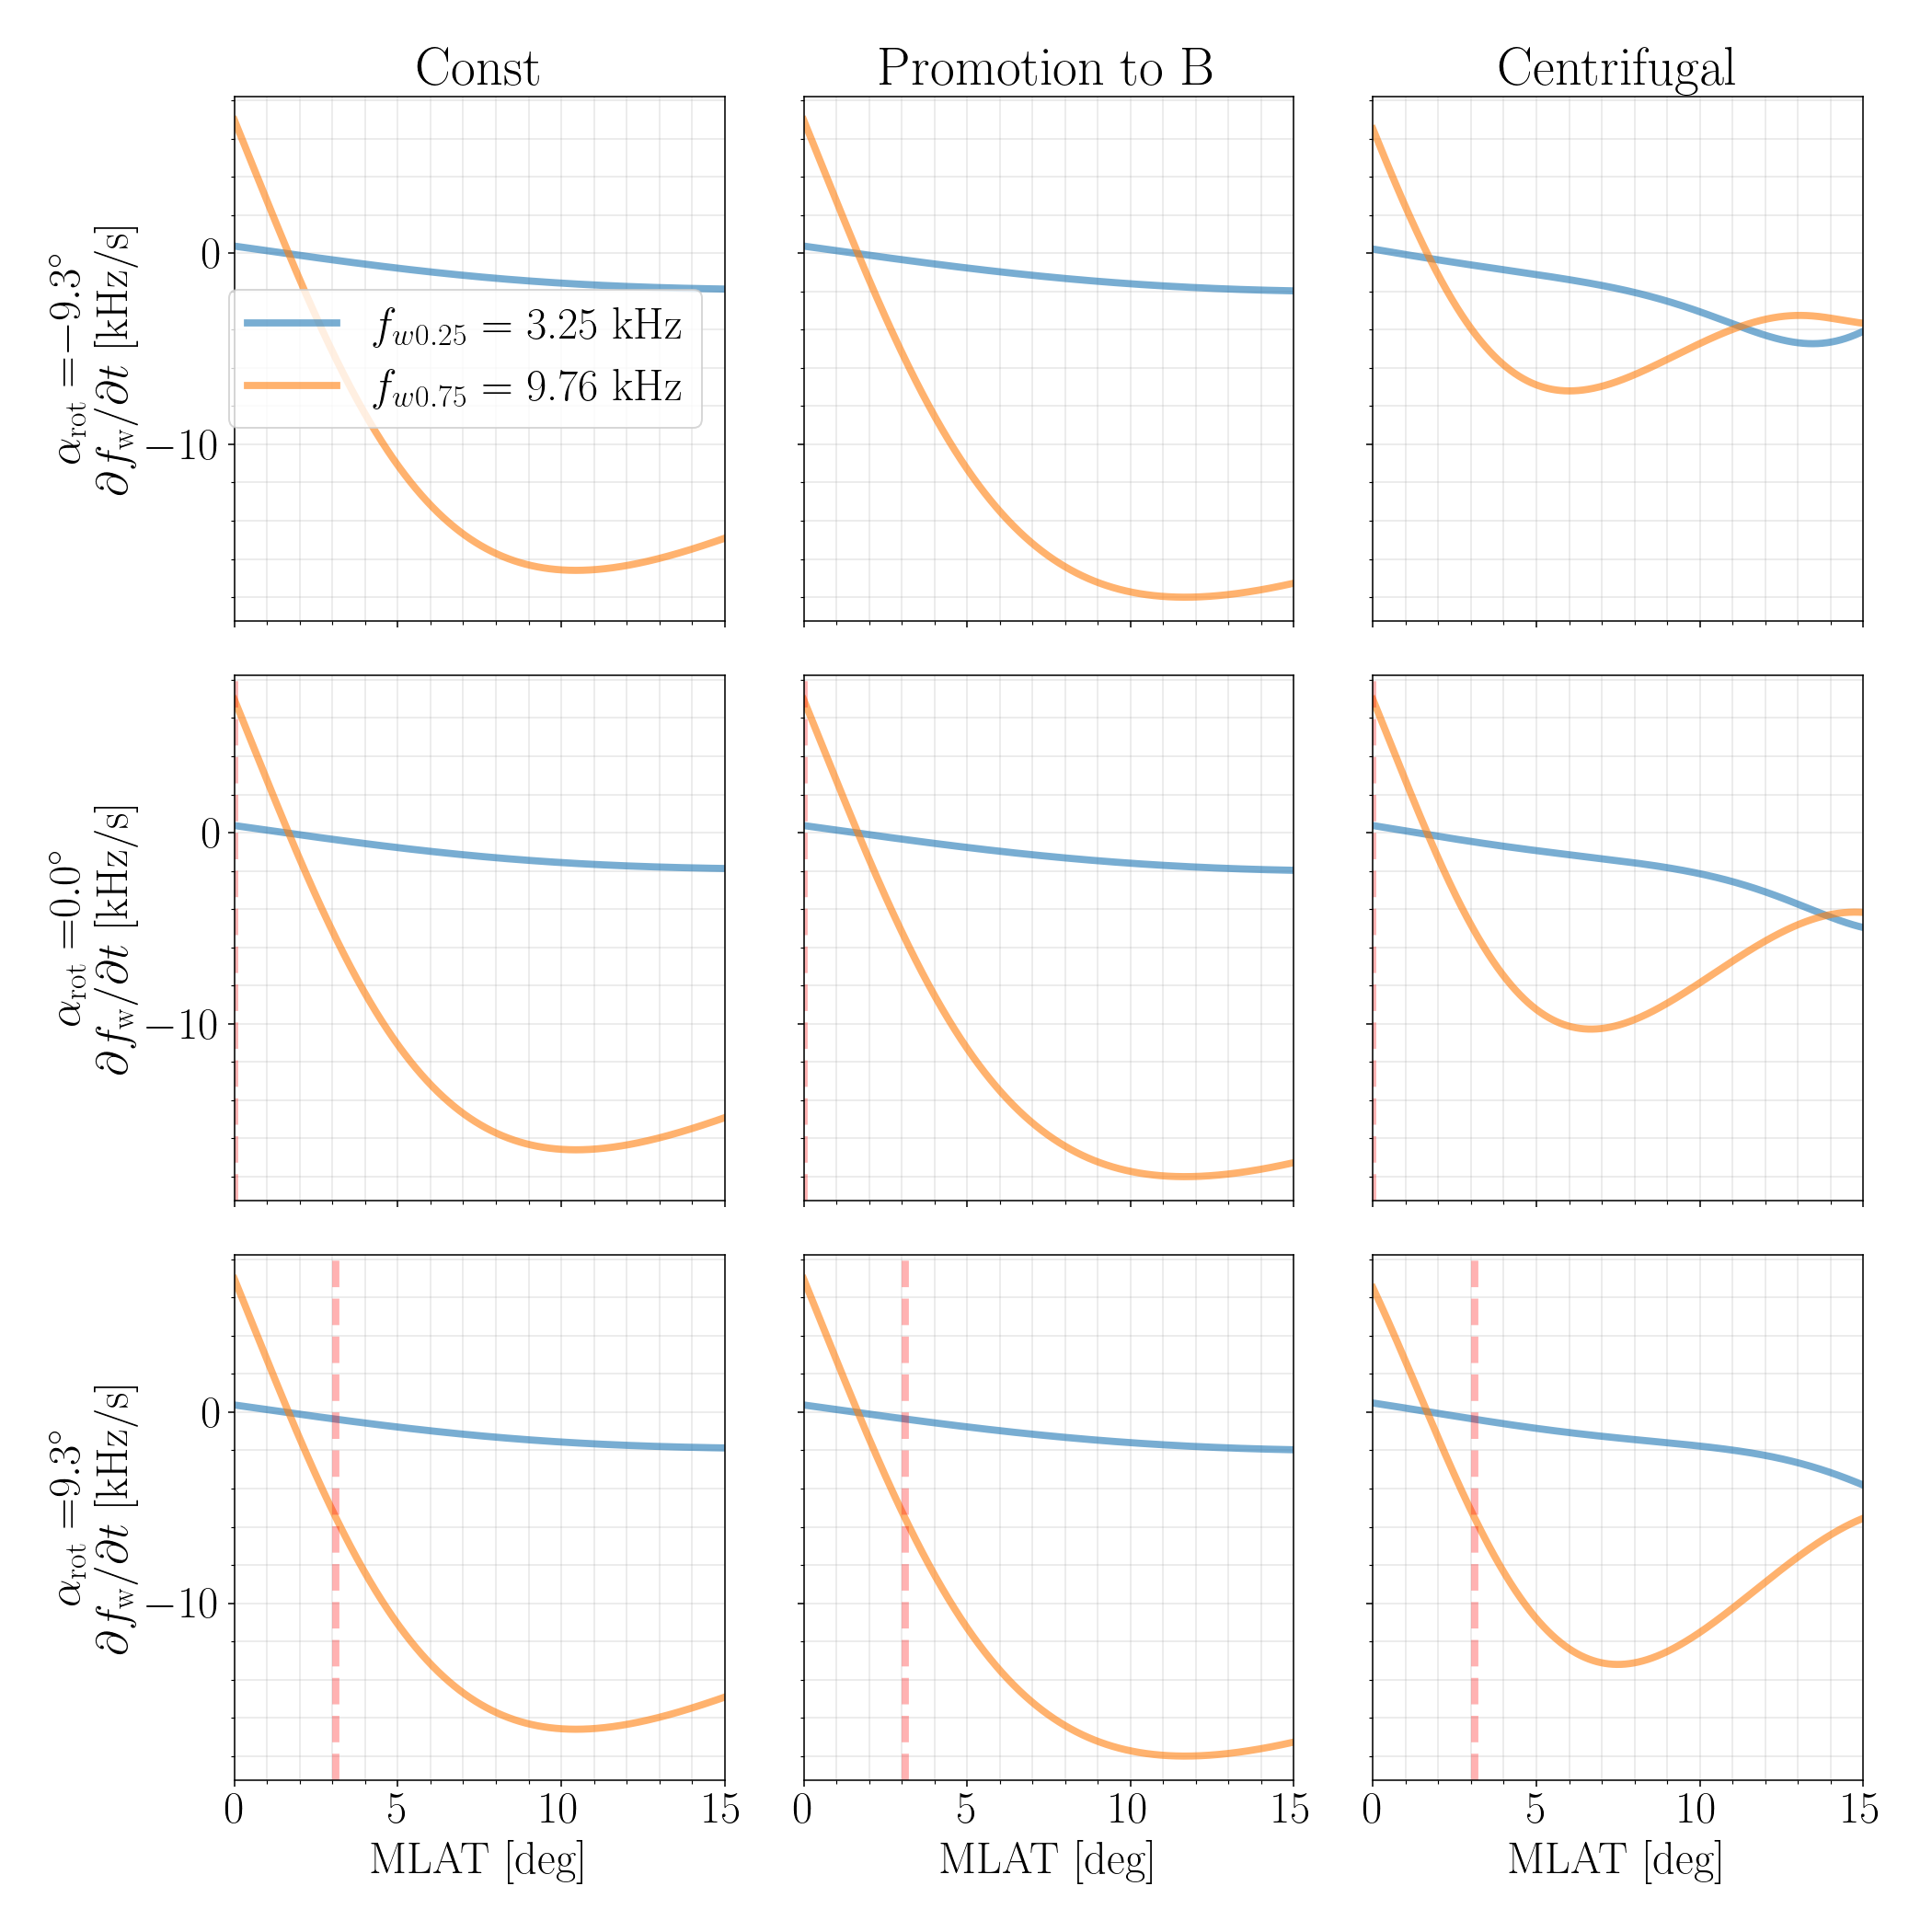 Const
Promotion to B
Centrifugal
α_rot =−9.3°
∂f_w/∂t [kHz/s]
0
−10
f_w0.25 = 3.25 kHz
f_w0.75 = 9.76 kHz
α_rot =0.0°
∂f_w/∂t [kHz/s]
0
−10
α_rot =9.3°
∂f_w/∂t [kHz/s]
0
−10
0 5 10 15
0 5 10 15
0 5 10 15
MLAT [deg]
MLAT [deg]
MLAT [deg]